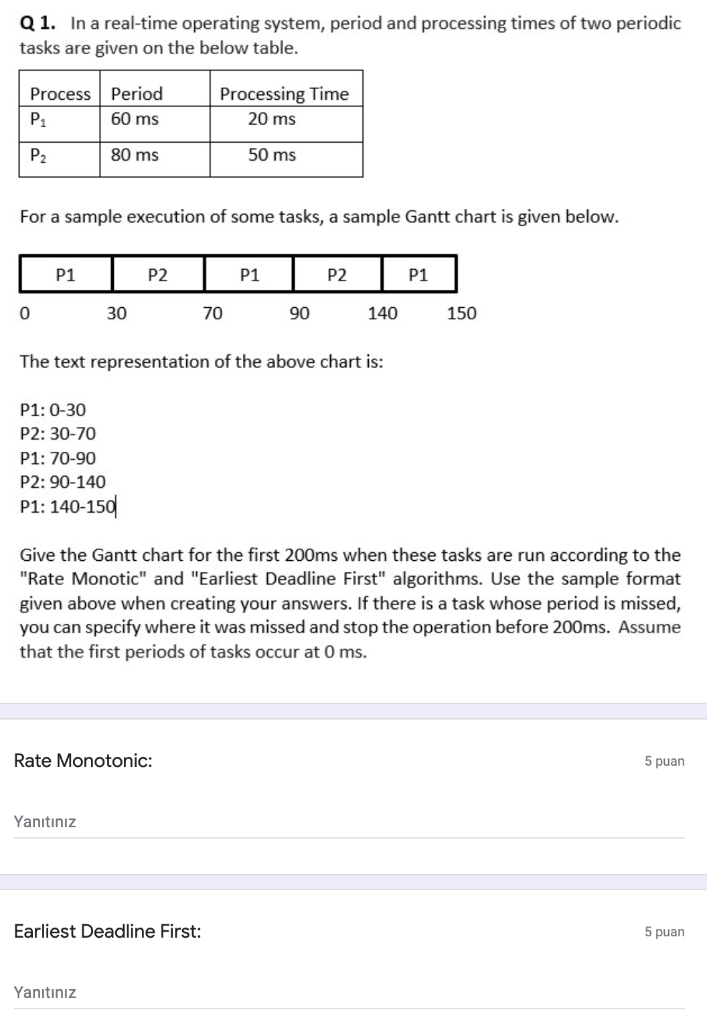 Q 1. In a real-time operating system, period and processing times of two periodic
tasks are given on the below table.
Process Period Processing Time
P₁ 60 ms 20 ms
P₂ 80 ms 50 ms
For a sample execution of some tasks, a sample Gantt chart is given below.
P1 P2 P1 P2 P1
0 30 70 90 140 150
The text representation of the above chart is:
P1: 0-30
P2: 30-70
P1: 70-90
P2: 90-140
P1: 140-150
Give the Gantt chart for the first 200ms when these tasks are run according to the
"Rate Monotic" and "Earliest Deadline First" algorithms. Use the sample format
given above when creating your answers. If there is a task whose period is missed,
you can specify where it was missed and stop the operation before 200ms. Assume
that the first periods of tasks occur at 0 ms.
Rate Monotonic: 5 puan
Yanıtınız
Earliest Deadline First: 5 puan
Yanıtınız